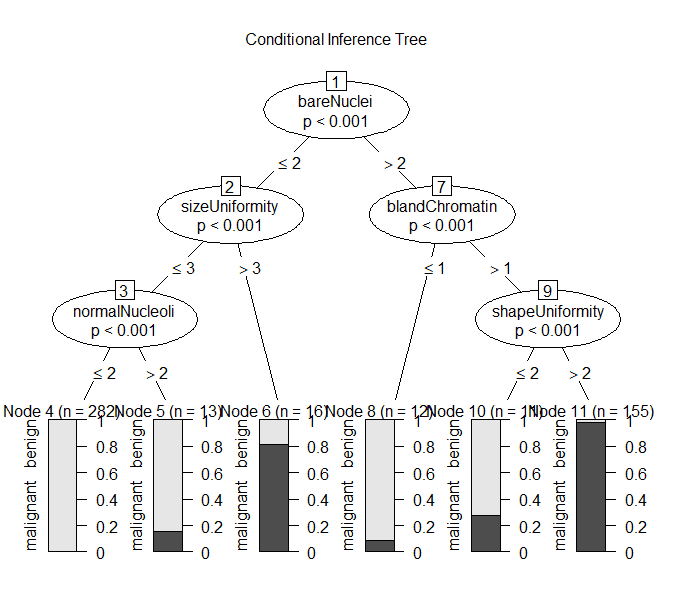 Conditional Inference Tree
1
bareNuclei
p < 0.001
≤ 2
> 2
2
sizeUniformity
p < 0.001
7
blandChromatin
p < 0.001
≤ 3
> 3
≤ 1
> 1
3
normalNucleoli
p < 0.001
9
shapeUniformity
p < 0.001
≤ 2
> 2
≤ 2
> 2
Node 4 (n = 282)
malignant benign
1
0.8
0.6
0.4
0.2
0
Node 5 (n = 13)
malignant benign
1
0.8
0.6
0.4
0.2
0
Node 6 (n = 16)
malignant benign
1
0.8
0.6
0.4
0.2
0
Node 8 (n = 12)
malignant benign
1
0.8
0.6
0.4
0.2
0
Node 10 (n = 11)
malignant benign
1
0.8
0.6
0.4
0.2
0
Node 11 (n = 155)
malignant benign
1
0.8
0.6
0.4
0.2
0